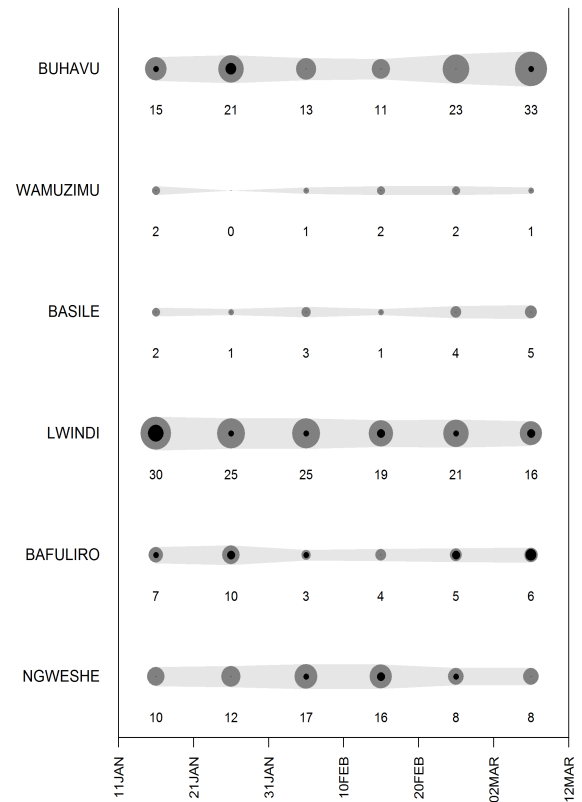 BUHAVU
15 21 13 11 23 33
WAMUZIMU
2 0 1 2 2 1
BASILE
2 1 3 1 4 5
LWINDI
30 25 25 19 21 16
BAFULIRO
7 10 3 4 5 6
NGWESHE
10 12 17 16 8 8
11JAN 21JAN 31JAN 10FEB 20FEB 02MAR 12MAR